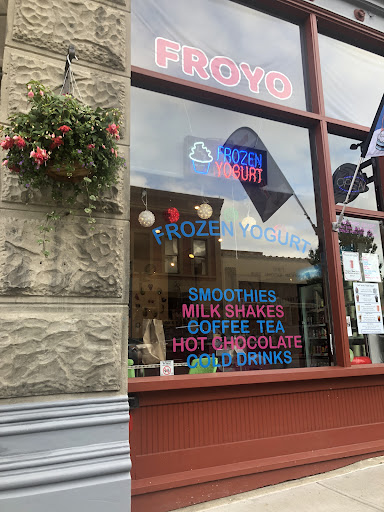 FROYO
FROZEN
YOGURT
FROZEN YOGURT
SMOOTHIES
MILK SHAKES
COFFEE TEA
HOT CHOCOLATE
COLD DRINKS